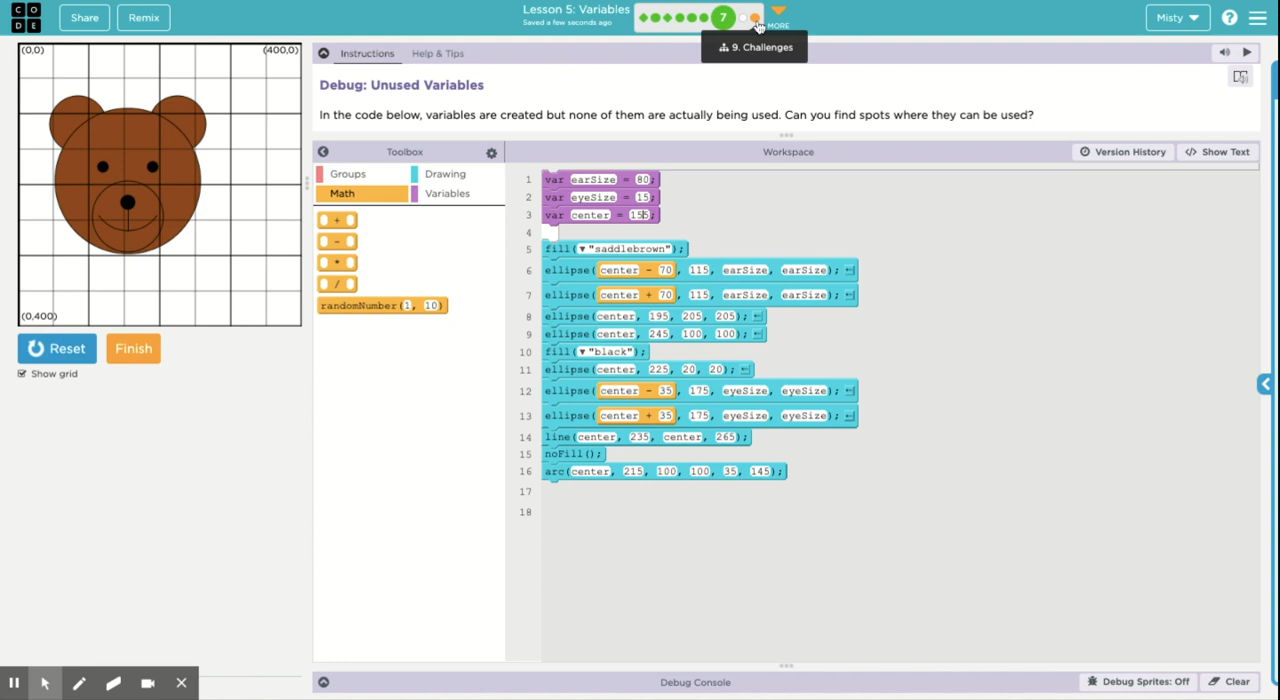 C O
D E
Share
Remix
Lesson 5: Variables
Saved a few seconds ago
7
MORE
Misty
?
9. Challenges
(0,0)
(400,0)
(0,400)
Reset
Finish
Show grid
Instructions
Help & Tips
Debug: Unused Variables
In the code below, variables are created but none of them are actually being used. Can you find spots where they can be used?
Toolbox
Workspace
Version History
</> Show Text
Groups
Drawing
Math
Variables
+
-
*
/
randomNumber(1, 10)
1 var earSize = 80;
2 var eyeSize = 15;
3 var center = 155;
4
5 fill(▼"saddlebrown");
6 ellipse(center - 70, 115, earSize, earSize);
7 ellipse(center + 70, 115, earSize, earSize);
8 ellipse(center, 195, 205, 205);
9 ellipse(center, 245, 100, 100);
10 fill(▼"black");
11 ellipse(center, 225, 20, 20);
12 ellipse(center - 35, 175, eyeSize, eyeSize);
13 ellipse(center + 35, 175, eyeSize, eyeSize);
14 line(center, 235, center, 265);
15 noFill();
16 arc(center, 215, 100, 100, 35, 145);
17
18
Debug Console
Debug Sprites: Off
Clear